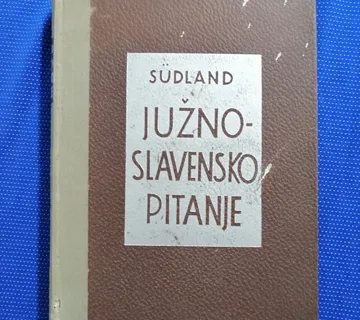 SÜDLAND
JUŽNO-
SLAVENSKO
PITANJE